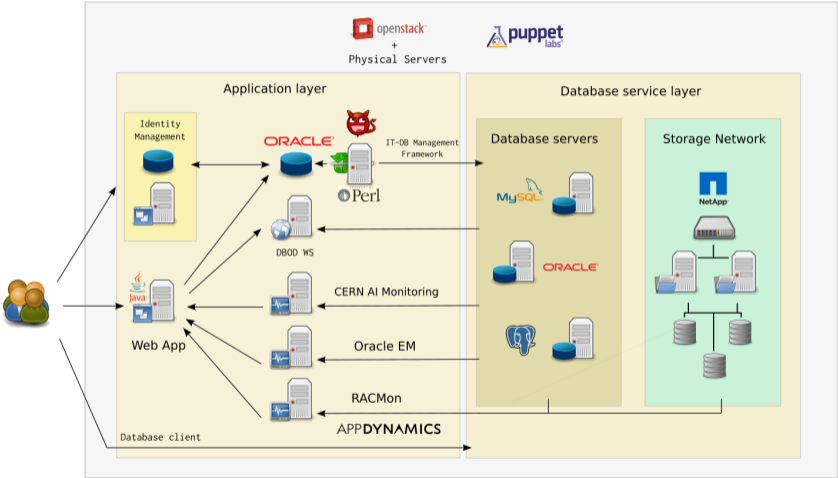 openstack
+
Physical Servers
puppet
labs
Application layer
Database service layer
Identity
Management
ORACLE
IT-DB Management
Framework
Perl
Database servers
Storage Network
MySQL
NetApp
DBOD WS
ORACLE
Java
CERN AI Monitoring
Web App
Oracle EM
RACMon
APPDYNAMICS
Database client